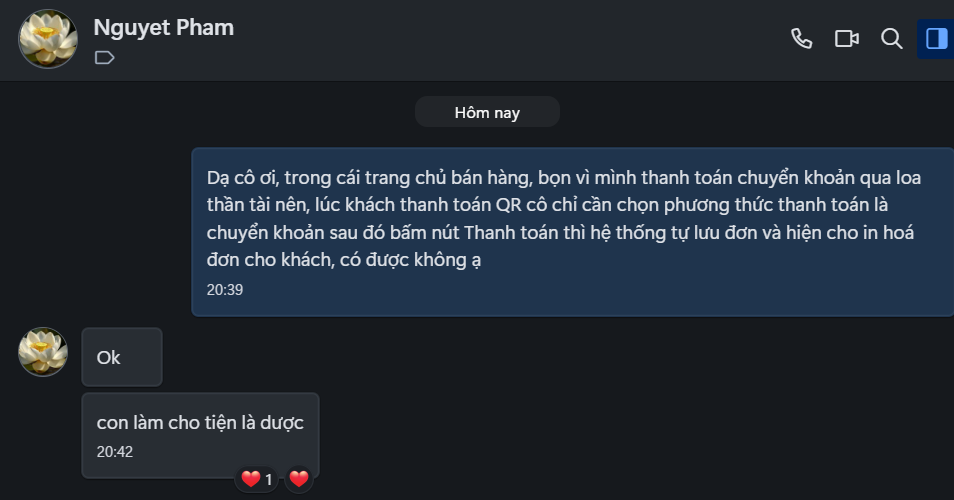 Nguyet Pham
Hôm nay
Dạ cô ơi, trong cái trang chủ bán hàng, bọn vì mình thanh toán chuyển khoản qua loa
thần tài nên, lúc khách thanh toán QR cô chỉ cần chọn phương thức thanh toán là
chuyển khoản sau đó bấm nút Thanh toán thì hệ thống tự lưu đơn và hiện cho in hoá
đơn cho khách, có được không ạ
20:39
Ok
con làm cho tiện là dược
20:42
1